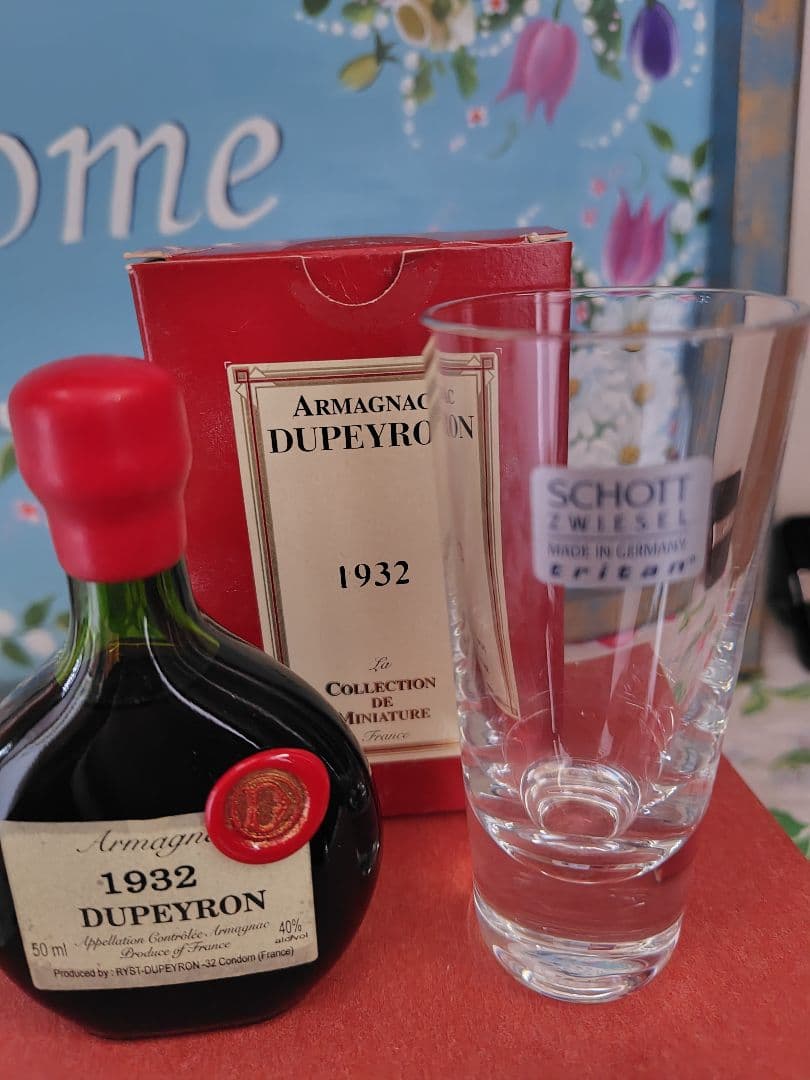 ome
ARMAGNAC
DUPEYRON
1932
La
COLLECTION
DE
MINIATURE
France
SCHOTT
ZWIESEL
MADE IN GERMANY
tritan®
D
Armagn
1932
DUPEYRON
50 ml Appellation Contrôlée Armagnac 40%
Produce of France alc/vol
Produced by : RYST-DUPEYRON-32 Condom (France)